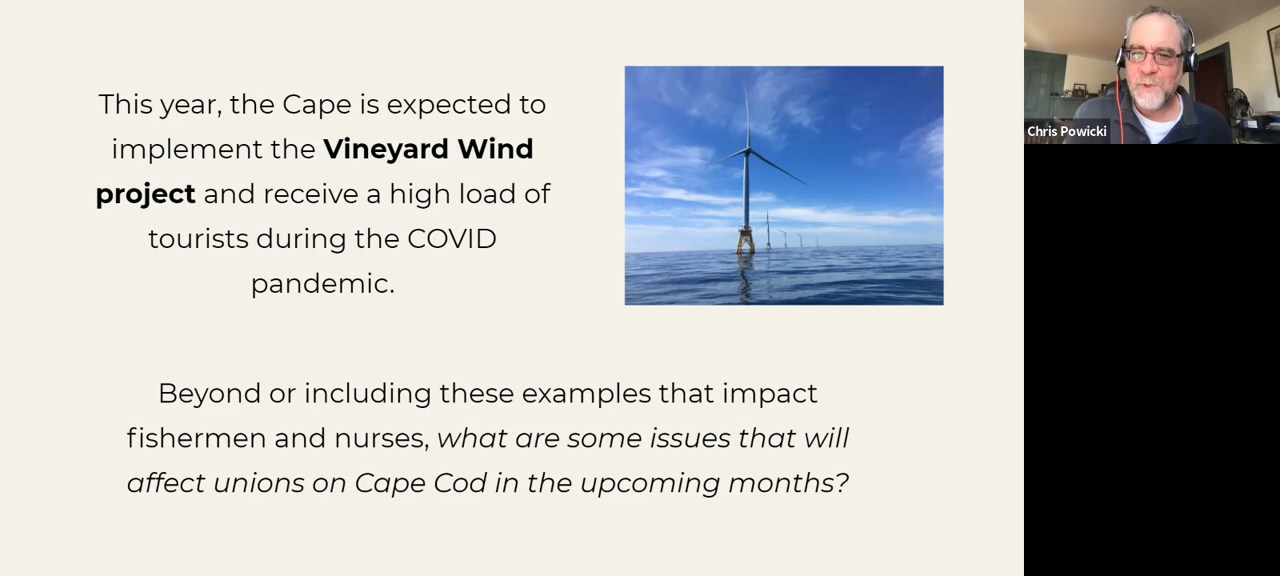 This year, the Cape is expected to
implement the Vineyard Wind
project and receive a high load of
tourists during the COVID
pandemic.
Beyond or including these examples that impact
fishermen and nurses, what are some issues that will
affect unions on Cape Cod in the upcoming months?
Chris Powicki